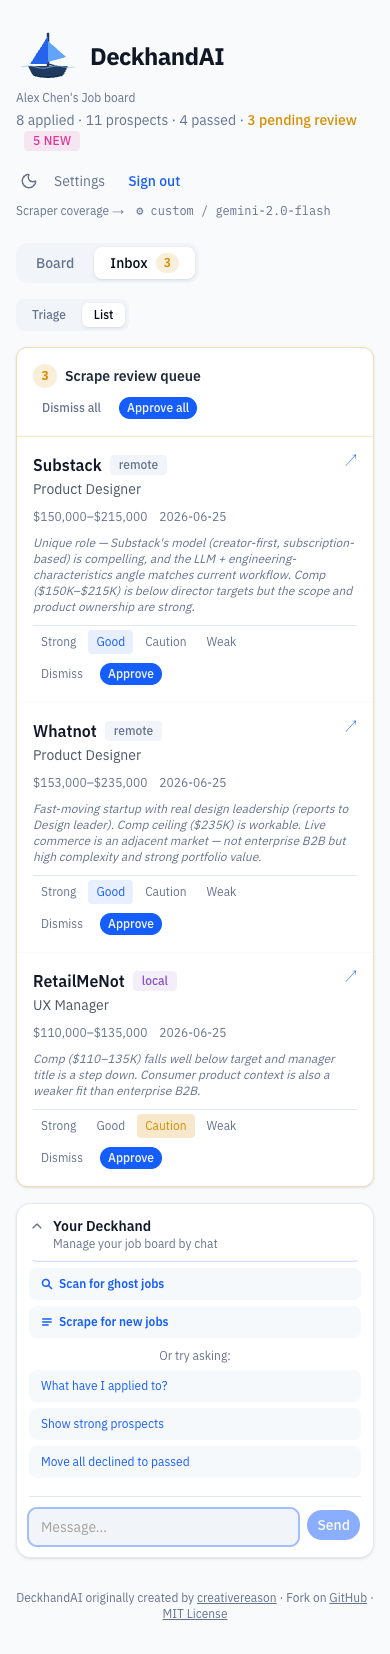 DeckhandAI
Alex Chen's Job board
8 applied · 11 prospects · 4 passed · 3 pending review
5 NEW
Settings Sign out
Scraper coverage → ⚙ custom / gemini-2.0-flash
Board Inbox 3
Triage List
3 Scrape review queue
Dismiss all Approve all
Substack remote ↗
Product Designer
$150,000–$215,000 2026-06-25
Unique role — Substack's model (creator-first, subscription-
based) is compelling, and the LLM + engineering-
characteristics angle matches current workflow. Comp
($150K–$215K) is below director targets but the scope and
product ownership are strong.
Strong Good Caution Weak
Dismiss Approve
Whatnot remote ↗
Product Designer
$153,000–$235,000 2026-06-25
Fast-moving startup with real design leadership (reports to
Design leader). Comp ceiling ($235K) is workable. Live
commerce is an adjacent market — not enterprise B2B but
high complexity and strong portfolio value.
Strong Good Caution Weak
Dismiss Approve
RetailMeNot local ↗
UX Manager
$110,000–$135,000 2026-06-25
Comp ($110–135K) falls well below target and manager
title is a step down. Consumer product context is also a
weaker fit than enterprise B2B.
Strong Good Caution Weak
Dismiss Approve
Your Deckhand
Manage your job board by chat
Scan for ghost jobs
Scrape for new jobs
Or try asking:
What have I applied to?
Show strong prospects
Move all declined to passed
Message... Send
DeckhandAI originally created by creativereason · Fork on GitHub ·
MIT License